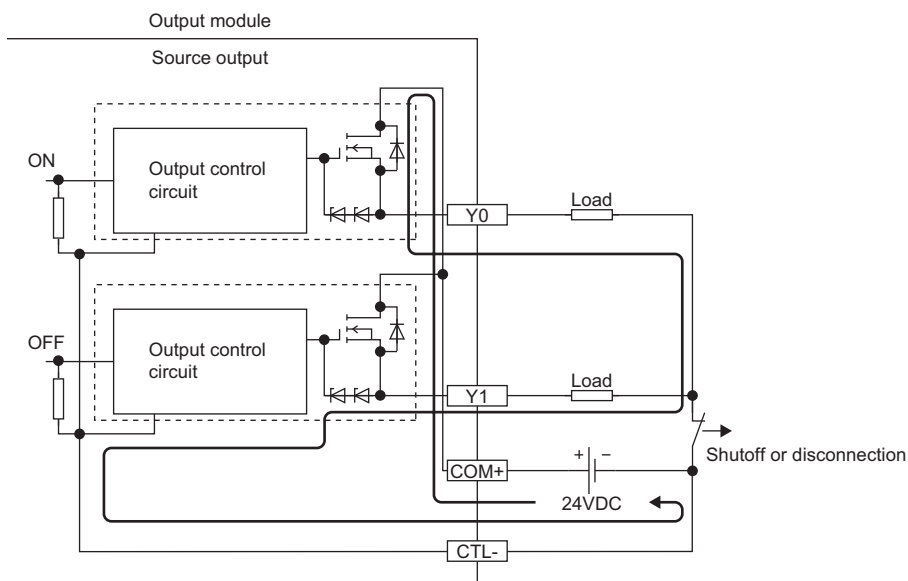 Output module
Source output
ON
Output control
circuit
Y0
Load
OFF
Output control
circuit
Y1
Load
Shutoff or disconnection
COM+
+ −
24VDC
CTL-